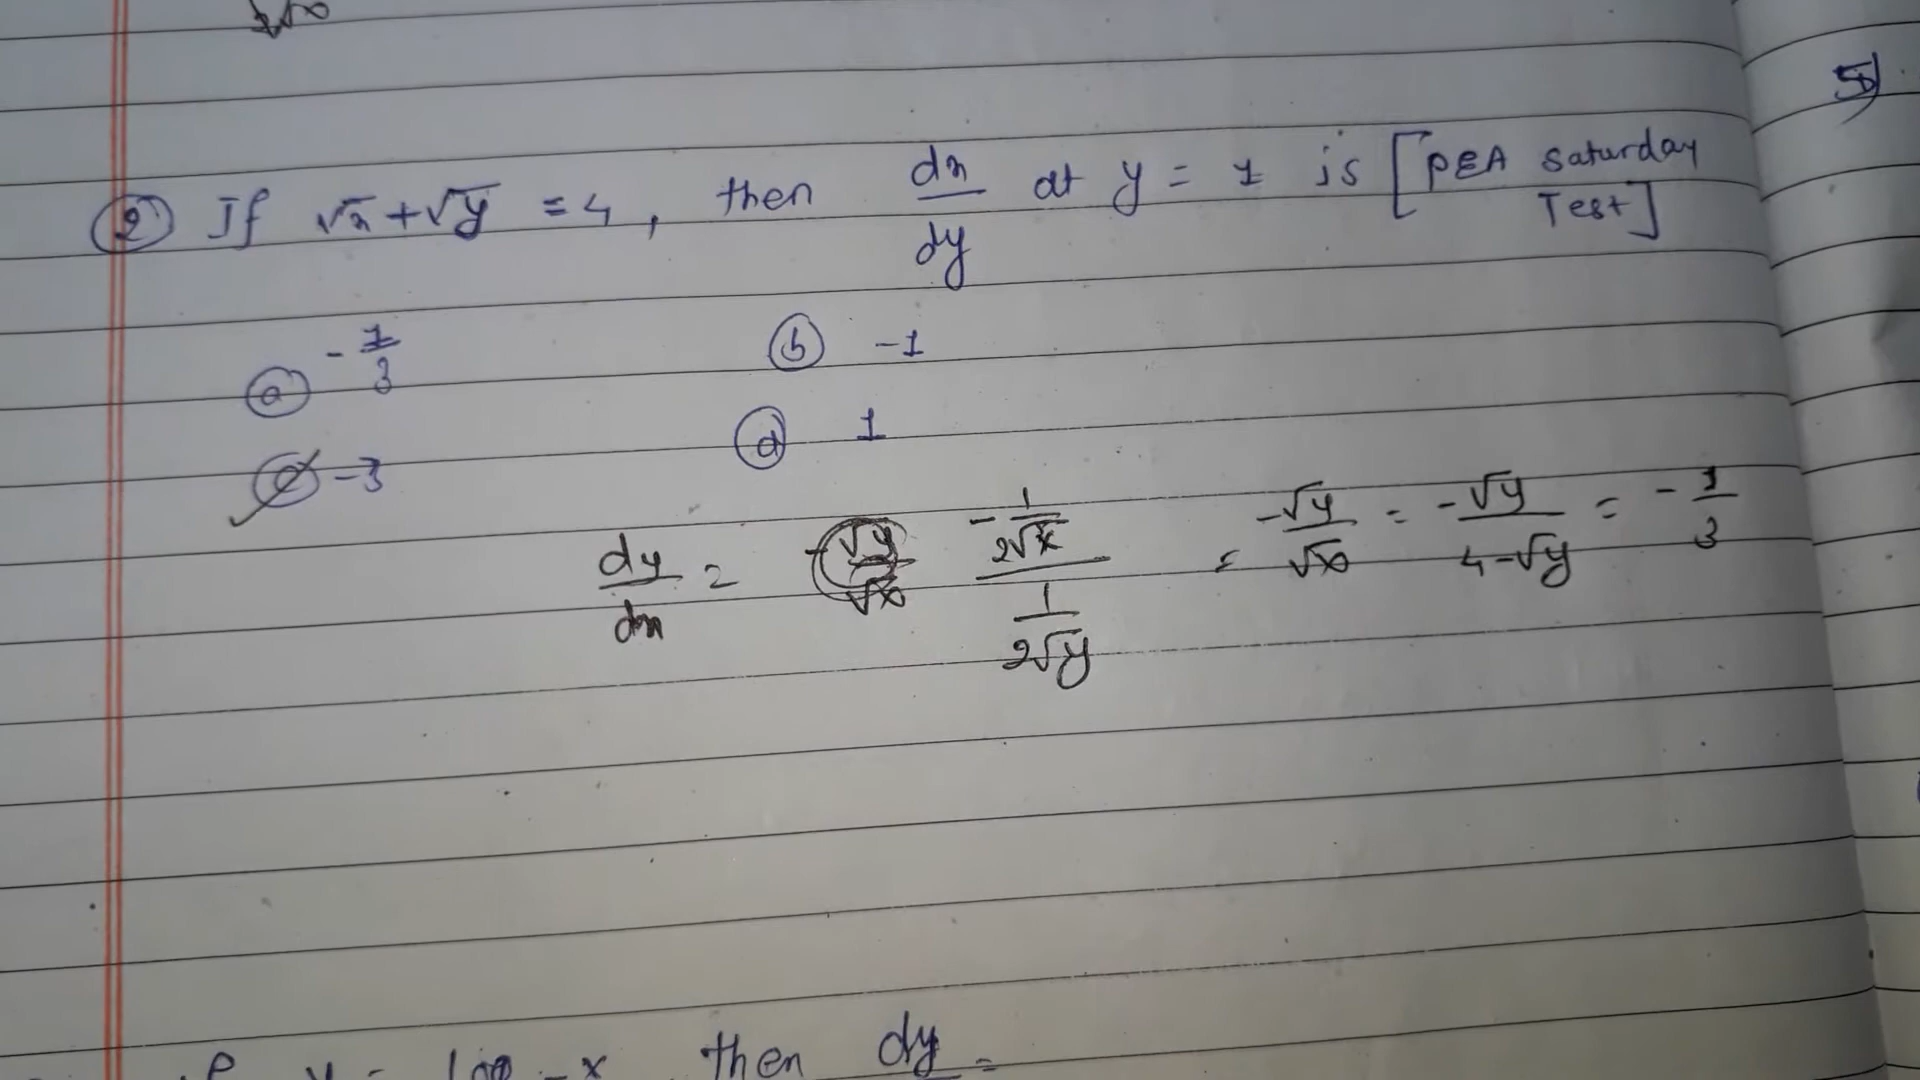 √x
5)
② If √x + √y = 4, then dx/dy at y = 1 is [PEA Saturday Test]
ⓐ -1/3 ⓑ -1
ⓒ -3 ⓓ 1
dy/dx = -√y/√x (-1/(2√x))/(1/(2√y)) = -√y/√x = -√y/(4-√y) = -1/3
then dy =